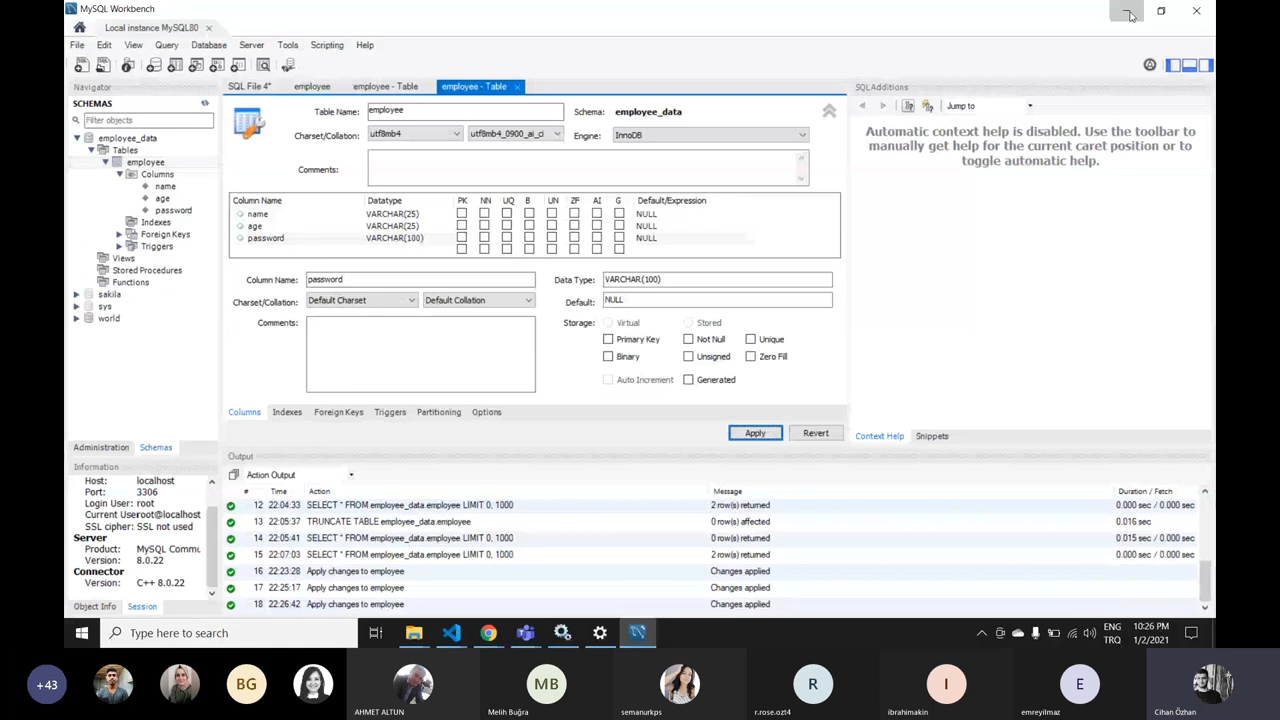 MySQL Workbench
Local instance MySQL80
File Edit View Query Database Server Tools Scripting Help
Navigator
SCHEMAS
Filter objects
employee_data
Tables
employee
Columns
name
age
password
Indexes
Foreign Keys
Triggers
Views
Stored Procedures
Functions
sakila
sys
world
Administration Schemas
Information
Host: localhost
Port: 3306
Login User: root
Current User: root@localhost
SSL cipher: SSL not used
Server
Product: MySQL Commu
Version: 8.0.22
Connector
Version: C++ 8.0.22
Object Info Session
SQL File 4* employee employee - Table employee - Table
Table Name: employee Schema: employee_data
Charset/Collation: utf8mb4 utf8mb4_0900_ai_ci Engine: InnoDB
Comments:
Column Name Datatype PK NN UQ B UN ZF AI G Default/Expression
name VARCHAR(25) NULL
age VARCHAR(25) NULL
password VARCHAR(100) NULL
Column Name: password Data Type: VARCHAR(100)
Charset/Collation: Default Charset Default Collation Default: NULL
Comments: Storage: Virtual Stored
Primary Key Not Null Unique
Binary Unsigned Zero Fill
Auto Increment Generated
Columns Indexes Foreign Keys Triggers Partitioning Options
Apply Revert
SQLAdditions
Jump to
Automatic context help is disabled. Use the toolbar to
manually get help for the current caret position or to
toggle automatic help.
Context Help Snippets
Output
Action Output
# Time Action Message Duration / Fetch
12 22:04:33 SELECT * FROM employee_data.employee LIMIT 0, 1000 2 row(s) returned 0.000 sec / 0.000 sec
13 22:05:37 TRUNCATE TABLE employee_data.employee 0 row(s) affected 0.016 sec
14 22:05:41 SELECT * FROM employee_data.employee LIMIT 0, 1000 0 row(s) returned 0.015 sec / 0.000 sec
15 22:07:03 SELECT * FROM employee_data.employee LIMIT 0, 1000 2 row(s) returned 0.000 sec / 0.000 sec
16 22:23:28 Apply changes to employee Changes applied
17 22:25:17 Apply changes to employee Changes applied
18 22:26:42 Apply changes to employee Changes applied
Type here to search
ENG
TRQ
10:26 PM
1/2/2021
+43 BG MB R I E
AHMET ALTUN Melih Buğra semanurkps r.rose.ozt4 ibrahimakin emreyilmaz Cihan Özhan